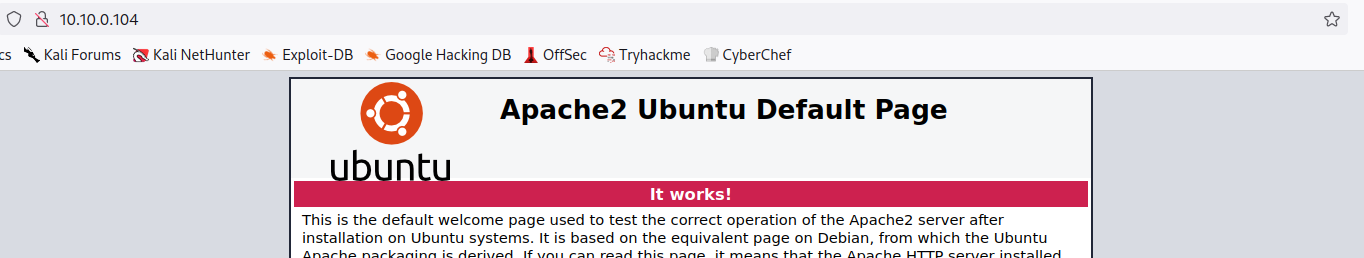 10.10.0.104
cs Kali Forums Kali NetHunter Exploit-DB Google Hacking DB OffSec Tryhackme CyberChef
Apache2 Ubuntu Default Page
ubuntu
It works!
This is the default welcome page used to test the correct operation of the Apache2 server after
installation on Ubuntu systems. It is based on the equivalent page on Debian, from which the Ubuntu
Apache packaging is derived. If you can read this page, it means that the Apache HTTP server installed